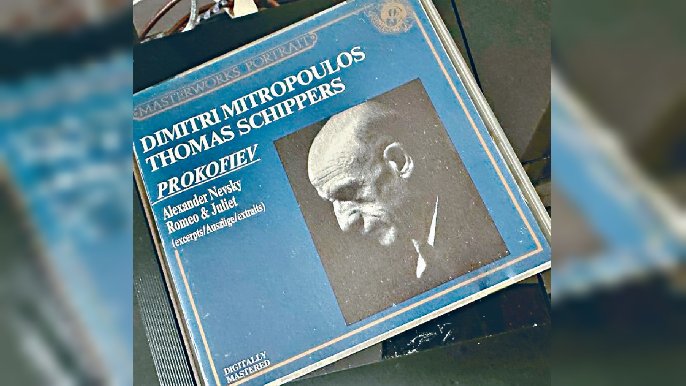 MASTERWORKS PORTRAIT
DIMITRI MITROPOULOS
THOMAS SCHIPPERS
PROKOFIEV
Alexander Nevsky
Romeo & Juliet
(excerpts/Auszüge/extraits)
DIGITALLY
MASTERED